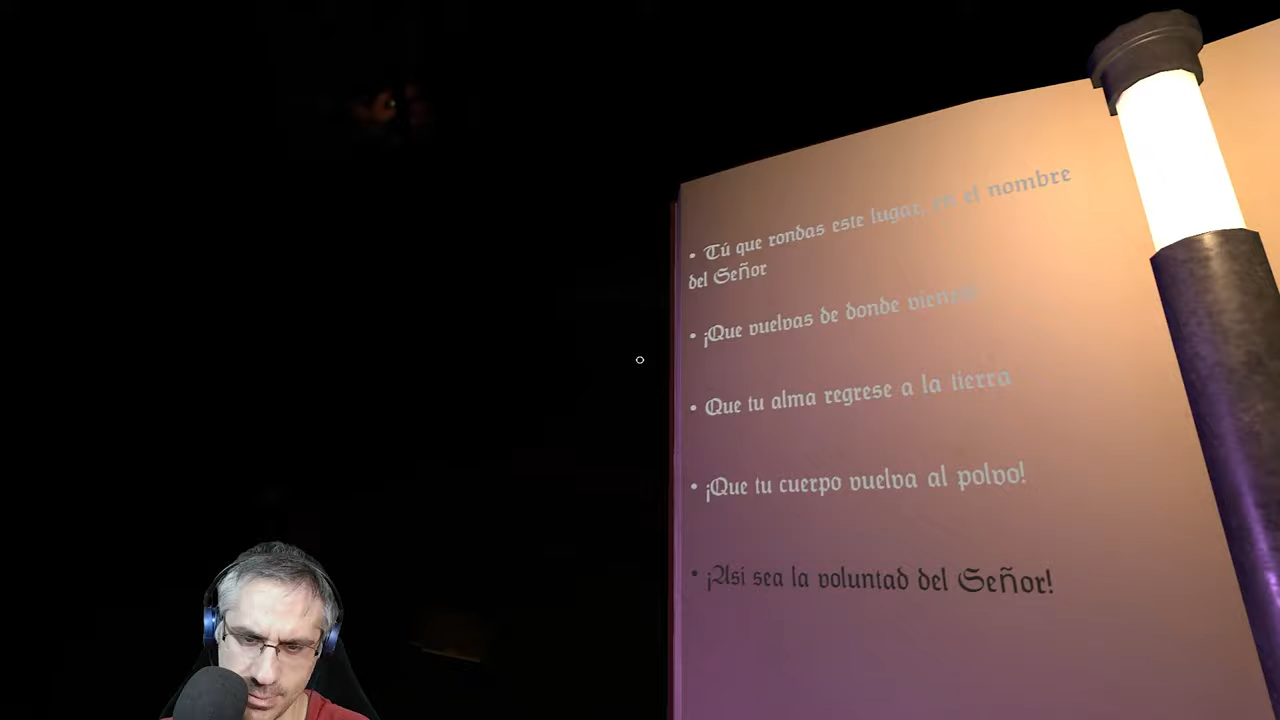 • Tú que rondas este lugar, en el nombre
del Señor
• ¡Que vuelvas de donde vienes!
• Que tu alma regrese a la tierra
• ¡Que tu cuerpo vuelva al polvo!
• ¡Así sea la voluntad del Señor!